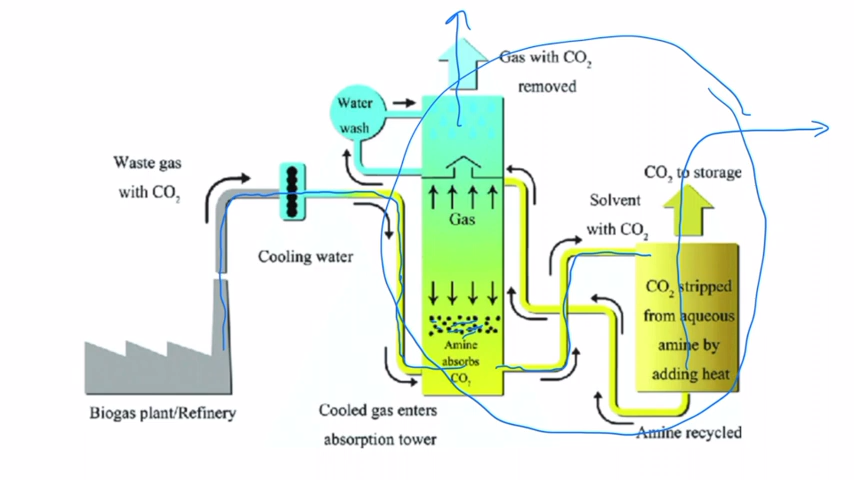 Gas with CO₂
removed
Water
wash
Waste gas
with CO₂
CO₂ to storage
Solvent
with CO₂
Gas
Cooling water
CO₂ stripped
from aqueous
amine by
adding heat
Amine
absorbs
CO₂
Biogas plant/Refinery
Cooled gas enters
absorption tower
Amine recycled